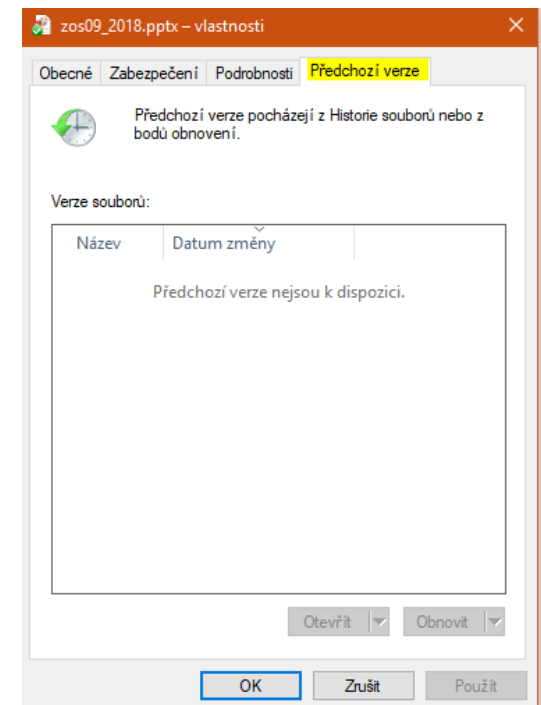 zos09_2018.pptx – vlastnosti
Obecné Zabezpečení Podrobnosti Předchozí verze
Předchozí verze pocházejí z Historie souborů nebo z
bodů obnovení.
Verze souborů:
Název Datum změny
Předchozí verze nejsou k dispozici.
Otevřít Obnovit
OK Zrušit Použít